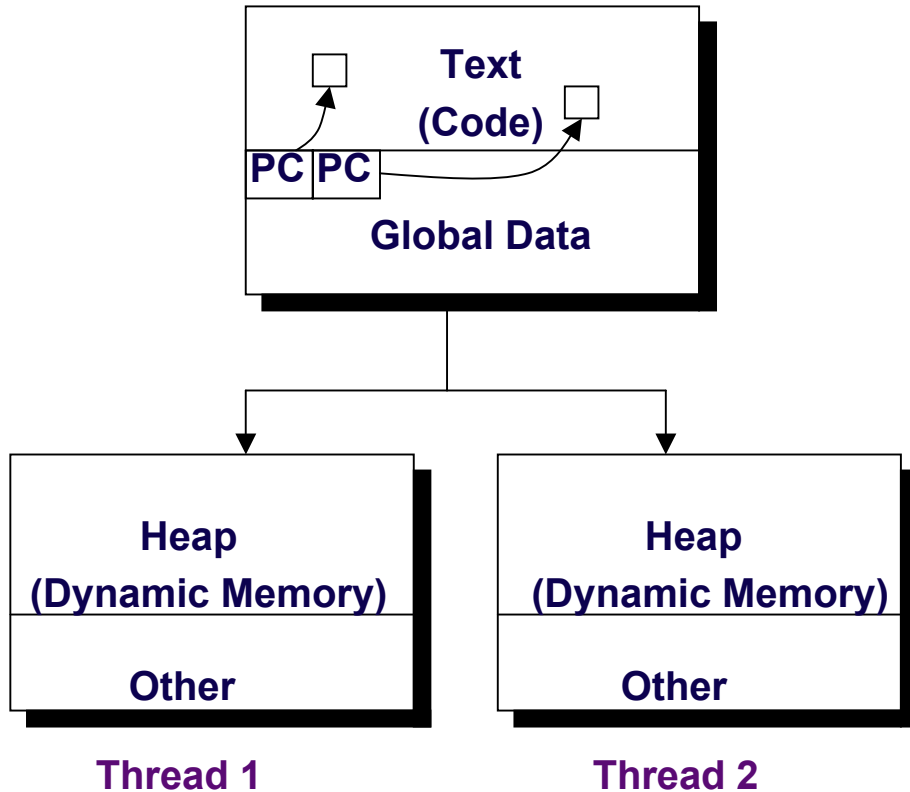 Text
(Code)
PC PC
Global Data
Heap
(Dynamic Memory)
Other
Heap
(Dynamic Memory)
Other
Thread 1
Thread 2